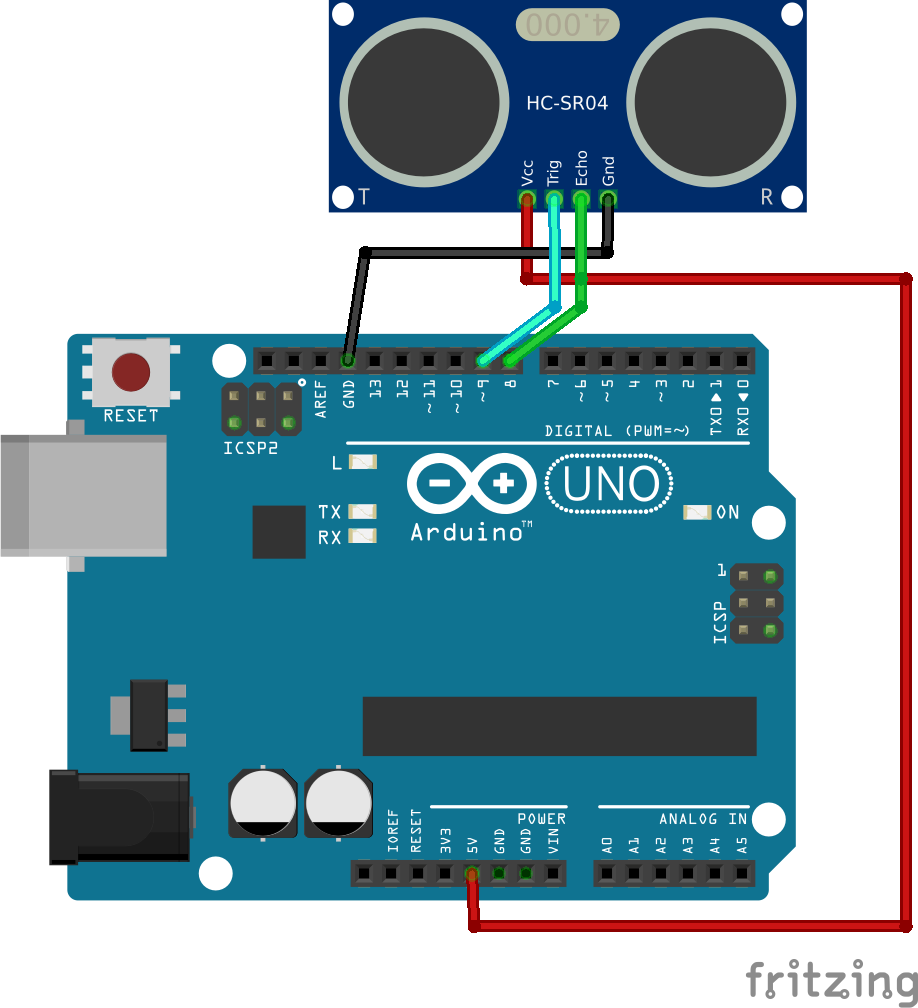 4.000
HC-SR04
Vcc
Trig
Echo
Gnd
T
R
RESET
ICSP2
AREF
GND
13
12
~11
~10
~9
8
7
~6
~5
4
~3
2
TX0▶1
RX0◀0
DIGITAL (PWM=~)
L
TX
RX
Arduino™
UNO
ON
1
ICSP
IOREF
RESET
3V3
5V
GND
GND
VIN
POWER
ANALOG IN
A0
A1
A2
A3
A4
A5
fritzing